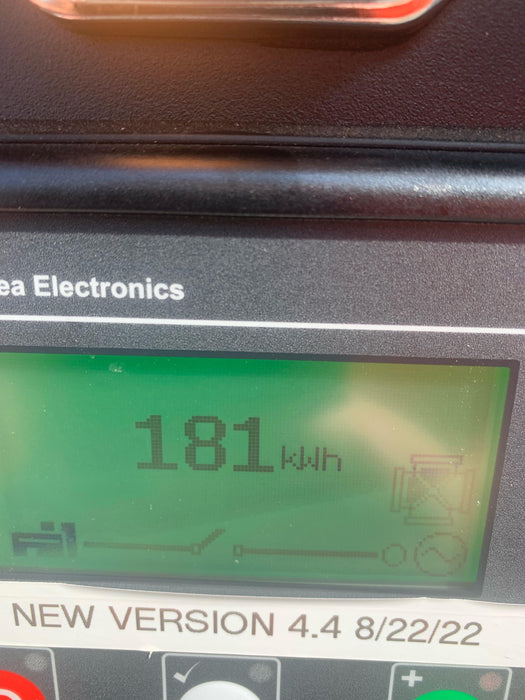 ea Electronics
181 kWh
NEW VERSION 4.4 8/22/22